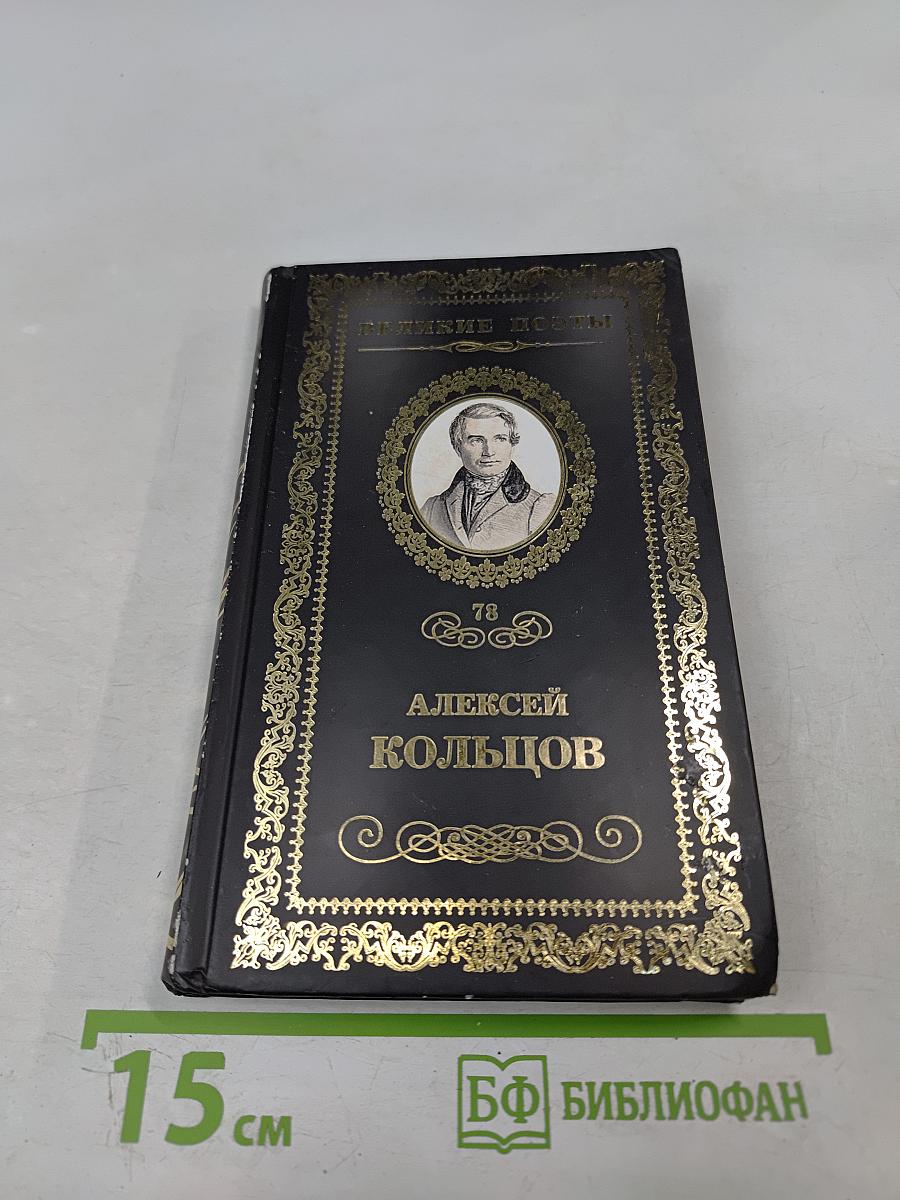 ВЕЛИКИЕ ПОЭТЫ
78
АЛЕКСЕЙ
КОЛЬЦОВ
15 см
БФ БИБЛИОФАН